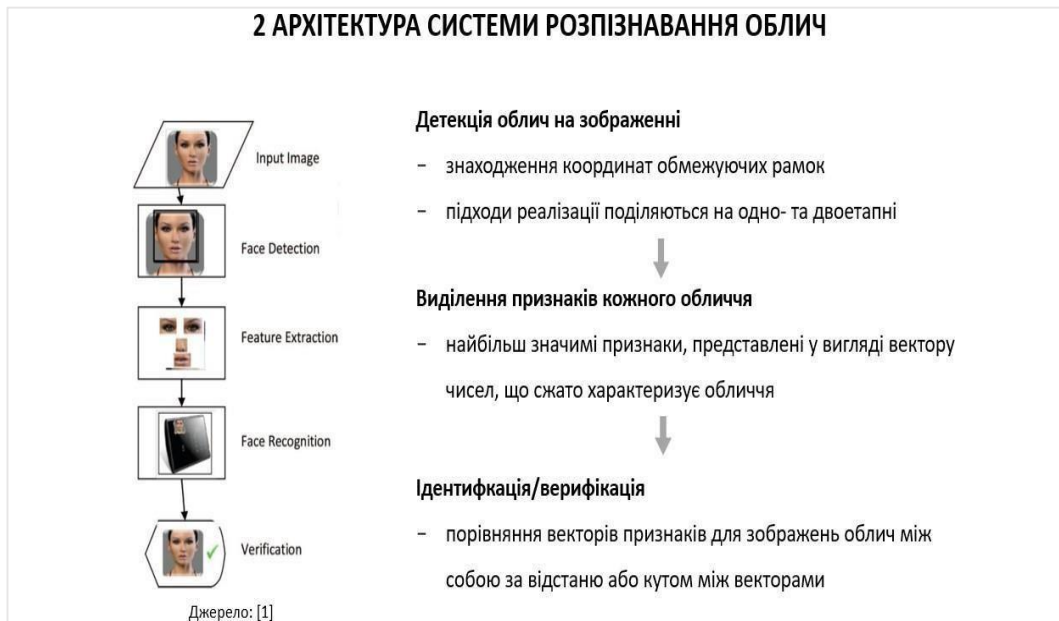 2 АРХІТЕКТУРА СИСТЕМИ РОЗПІЗНАВАННЯ ОБЛИЧ
Input Image
Face Detection
Feature Extraction
Face Recognition
Verification
Джерело: [1]
Детекція облич на зображенні
- знаходження координат обмежуючих рамок
- підходи реалізації поділяються на одно- та двоетапні
Виділення признаків кожного обличчя
- найбільш значимі признаки, представлені у вигляді вектору
чисел, що сжато характеризує обличчя
Ідентифкація/верифікація
- порівняння векторів признаків для зображень облич між
собою за відстаню або кутом між векторами